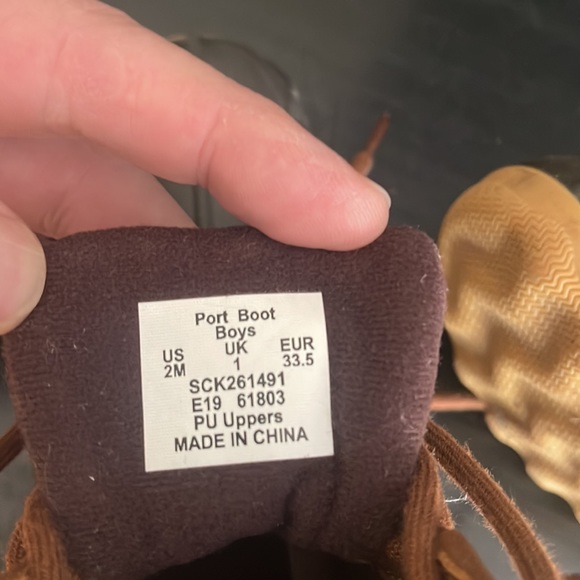 Port Boot
Boys
US UK EUR
2M 1 33.5
SCK261491
E19 61803
PU Uppers
MADE IN CHINA